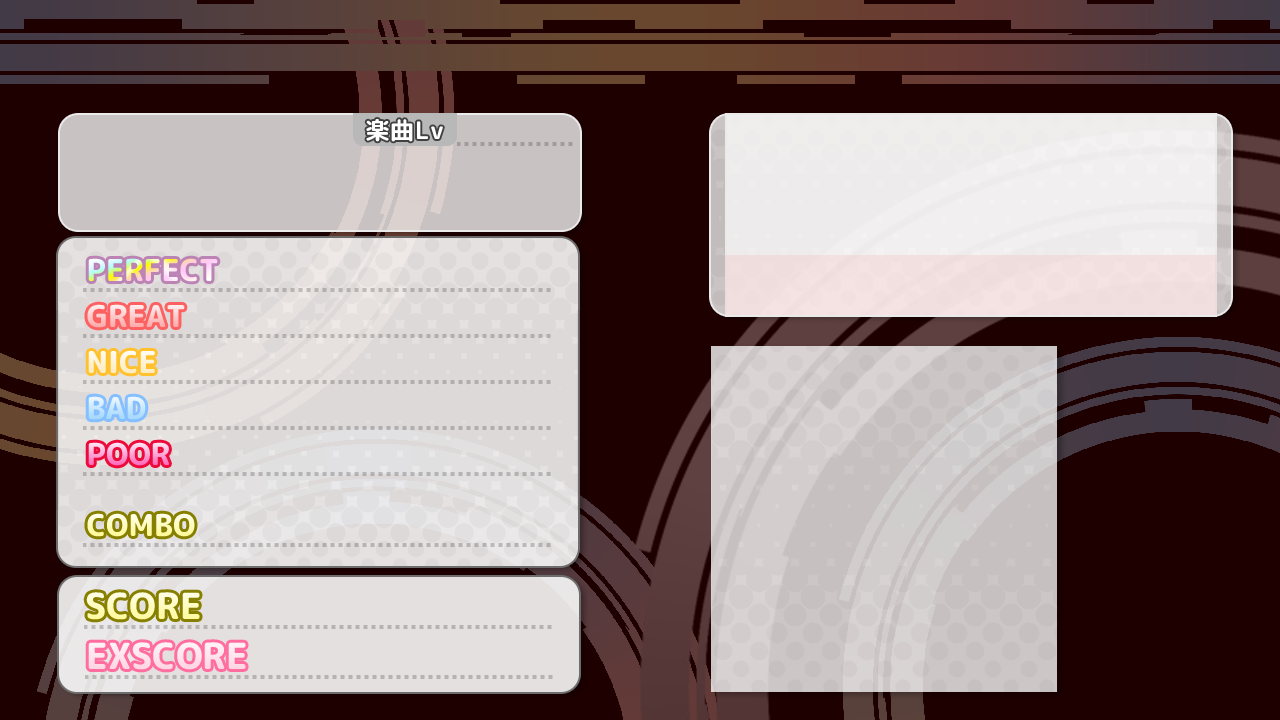 楽曲Lv
PERFECT
GREAT
NICE
BAD
POOR
COMBO
SCORE
EXSCORE